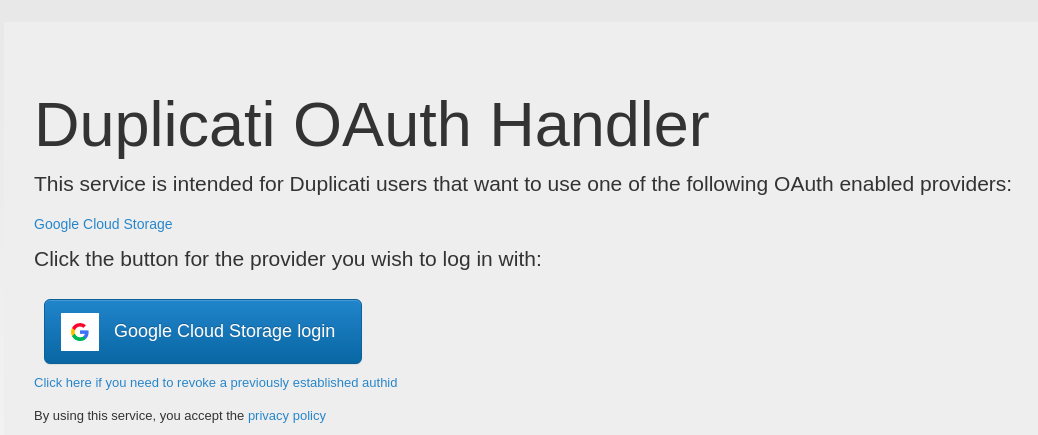 Duplicati OAuth Handler
This service is intended for Duplicati users that want to use one of the following OAuth enabled providers:
Google Cloud Storage
Click the button for the provider you wish to log in with:
Google Cloud Storage login
Click here if you need to revoke a previously established authid
By using this service, you accept the privacy policy